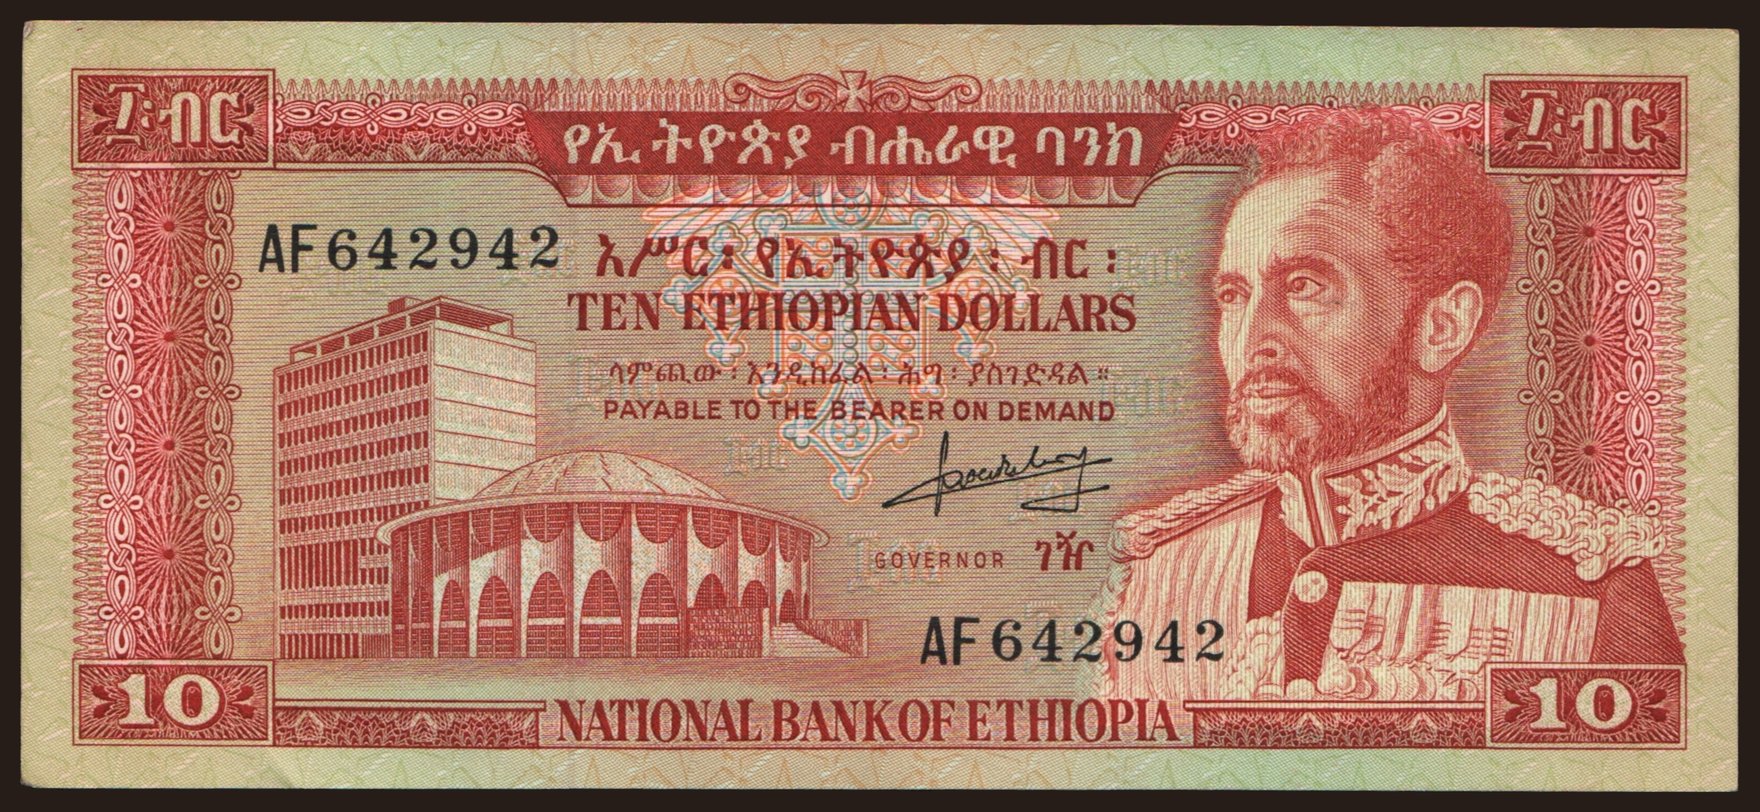 ፲፡ብር
የኢትዮጵያ ብሔራዊ ባንክ
፲፡ብር
AF642942
አሥር፡የኢትዮጵያ፡ብር፡
TEN ETHIOPIAN DOLLARS
ላምጪው፡እንዲከፈል፡ሕግ፡ያስገድዳል።
PAYABLE TO THE BEARER ON DEMAND
GOVERNOR ገዥ
AF642942
10
NATIONAL BANK OF ETHIOPIA
10